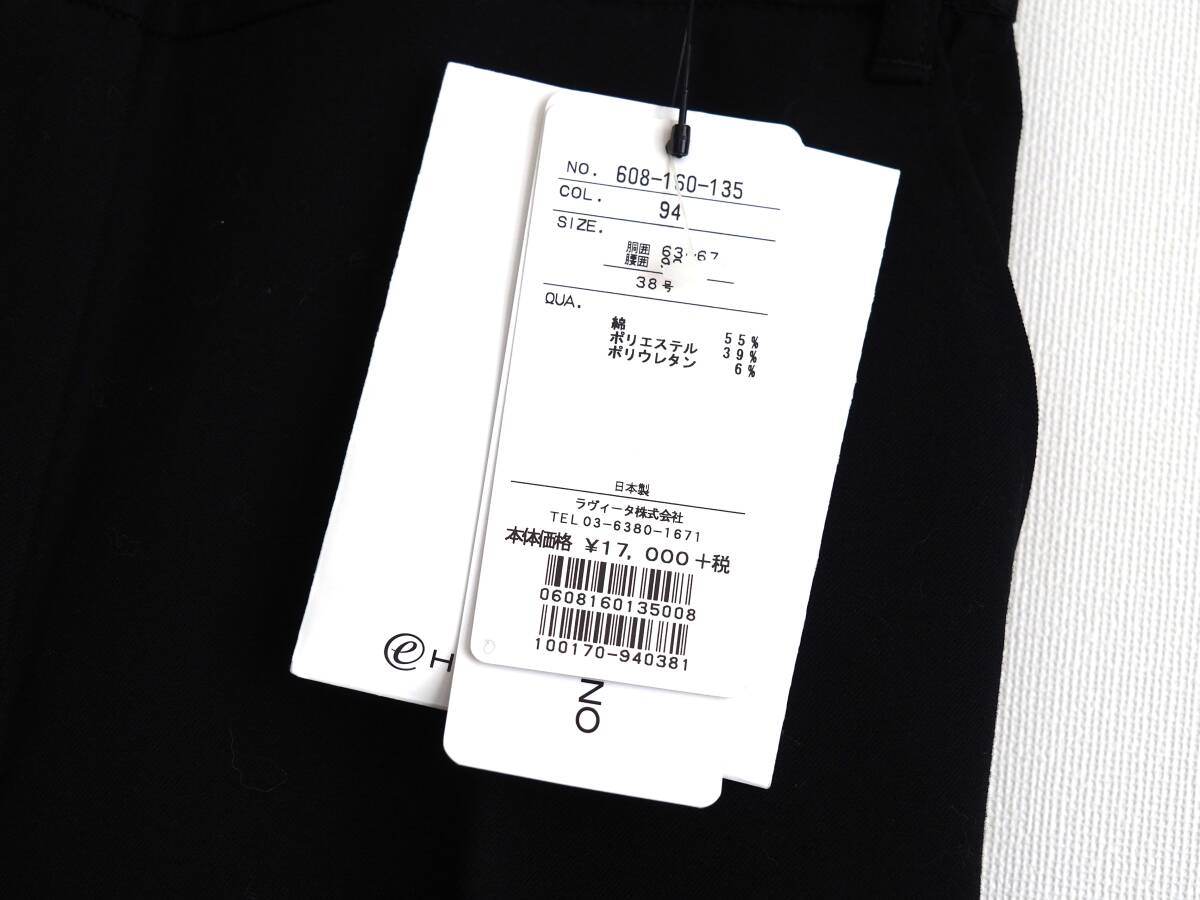 NO. 608-160-135
COL. 94
SIZE.
胴囲 63-67
腰囲
38号
QUA.
綿 55%
ポリエステル 39%
ポリウレタン 6%
日本製
ラヴィータ株式会社
TEL 03-6380-1671
本体価格 ¥17,000+税
0608160135008
100170-940381
e H
NO